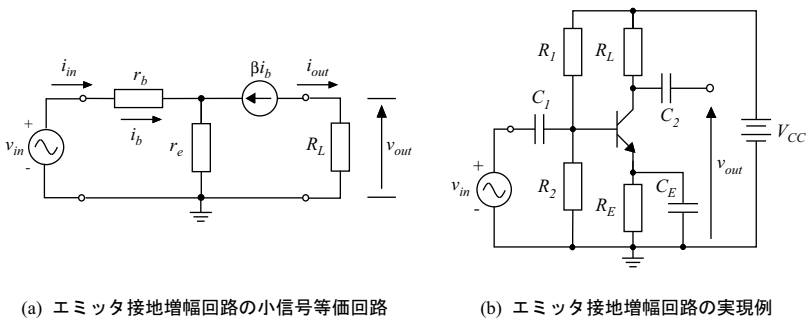 i_in
r_b
βi_b
i_out
+
v_in
-
i_b
r_e
R_L
v_out
(a) エミッタ接地増幅回路の小信号等価回路
R_1
R_L
C_1
C_2
V_CC
+
v_in
-
R_2
R_E
C_E
v_out
(b) エミッタ接地増幅回路の実現例